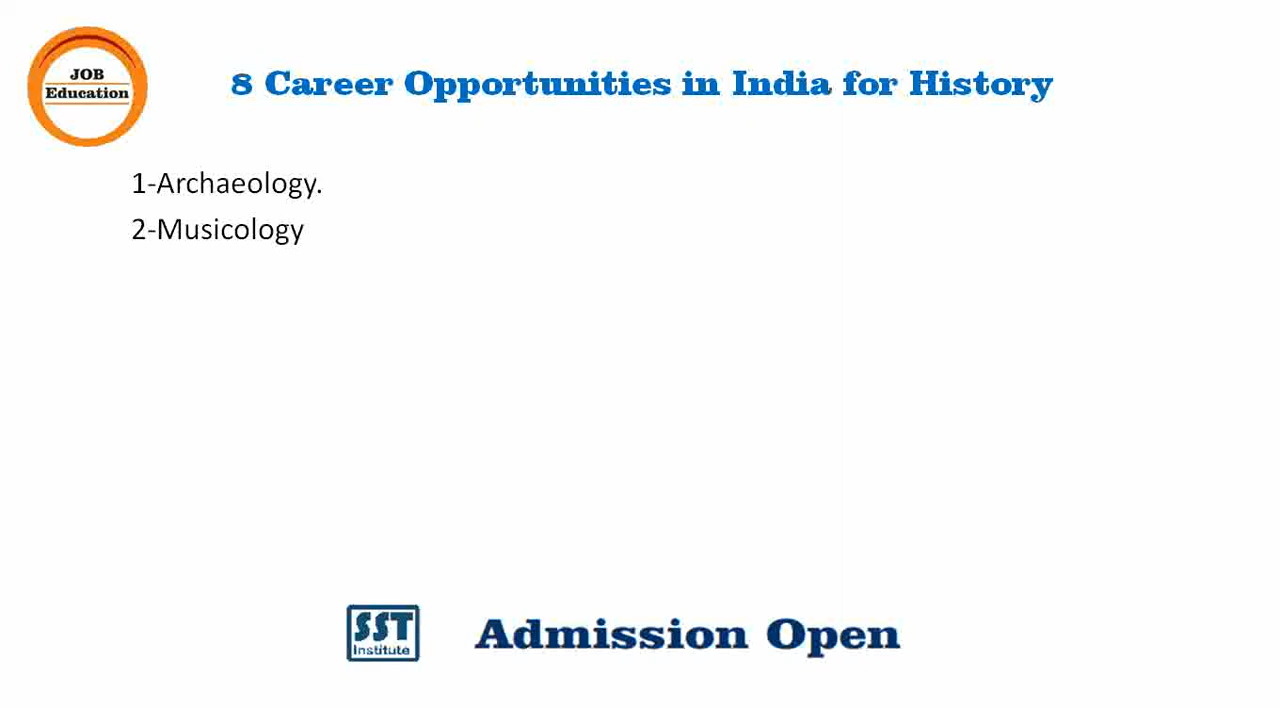 JOB
Education
8 Career Opportunities in India for History
1-Archaeology.
2-Musicology
SST
Institute
Admission Open